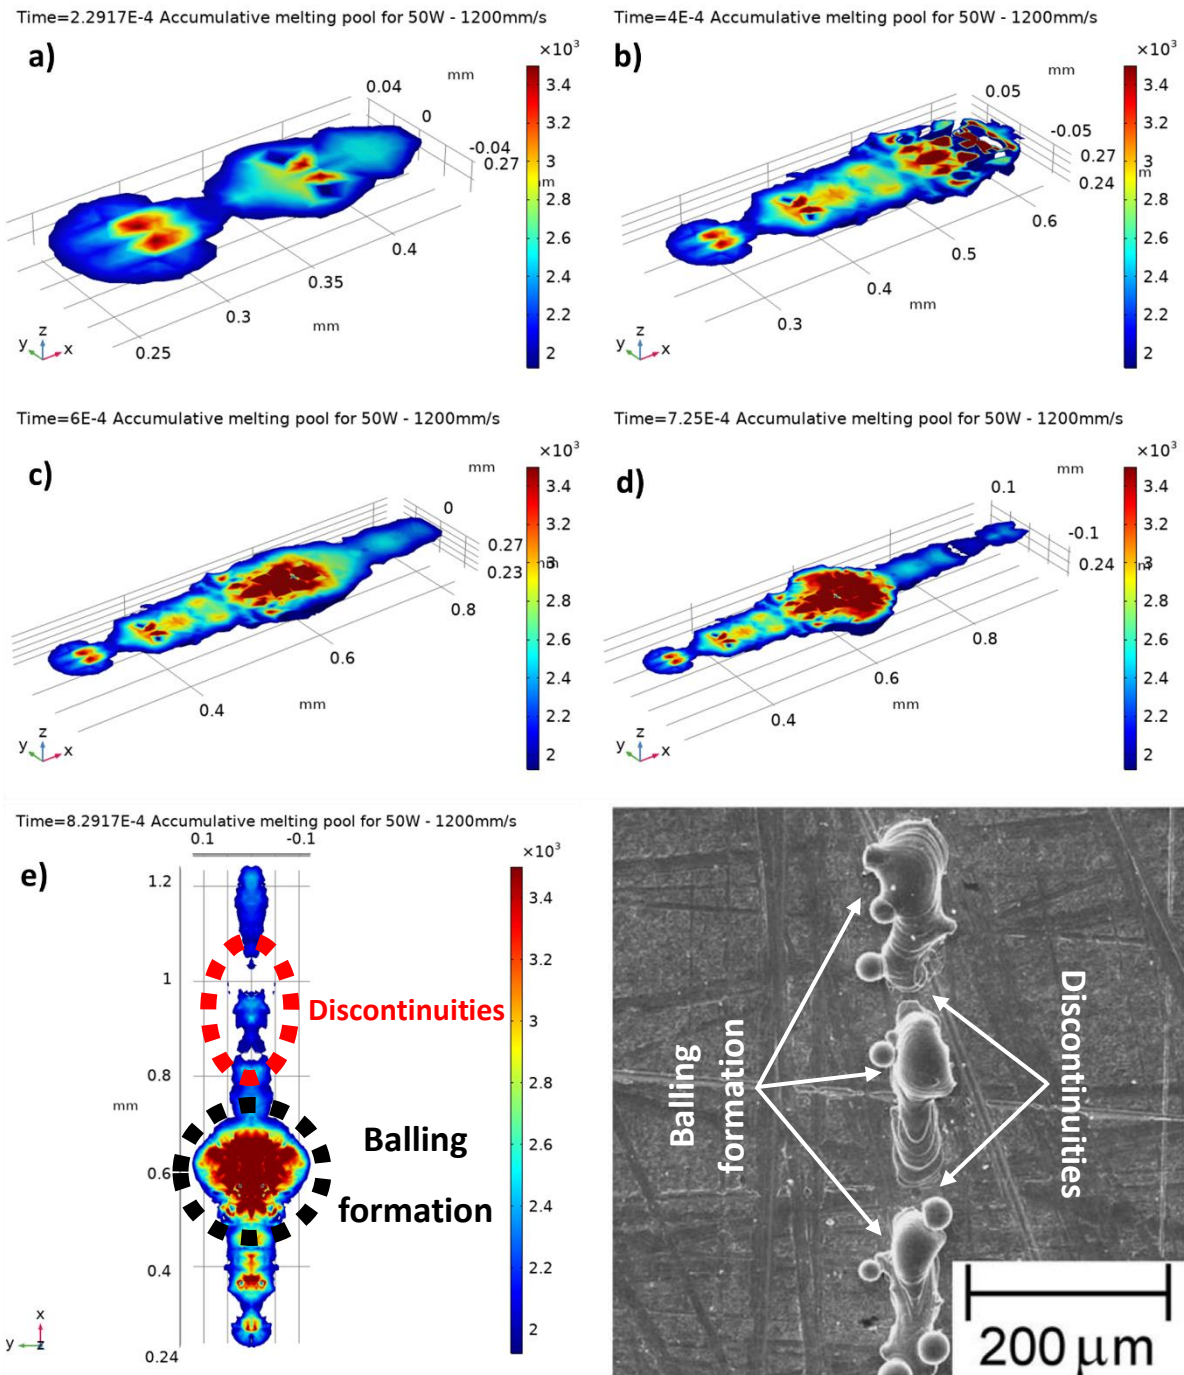 Time=2.2917E-4 Accumulative melting pool for 50W - 1200mm/s
a)
×10³
mm
0.04
0
-0.04
0.27
3.4
3.2
3
2.8
2.6
2.4
2.2
2
0.4
0.35
mm
0.3
0.25
z
y
x
Time=4E-4 Accumulative melting pool for 50W - 1200mm/s
b)
×10³
mm
0.05
-0.05
0.27
m
0.24
3.4
3.2
3
2.8
2.6
2.4
2.2
2
0.6
0.5
mm
0.4
0.3
z
y
x
Time=6E-4 Accumulative melting pool for 50W - 1200mm/s
c)
×10³
mm
0
0.27
0.23
3.4
3.2
3
2.8
2.6
2.4
2.2
2
0.8
0.6
mm
0.4
z
y
x
Time=7.25E-4 Accumulative melting pool for 50W - 1200mm/s
d)
×10³
mm
0.1
-0.1
0.24
m
3.4
3.2
3
2.8
2.6
2.4
2.2
2
0.8
0.6
mm
0.4
z
y
x
Time=8.2917E-4 Accumulative melting pool for 50W - 1200mm/s
0.1
-0.1
×10³
e)
1.2
1
0.8
mm
0.6
0.4
0.24
Discontinuities
Balling
formation
3.4
3.2
3
2.8
2.6
2.4
2.2
2
x
y
z
Balling
formation
Discontinuities
200 μm